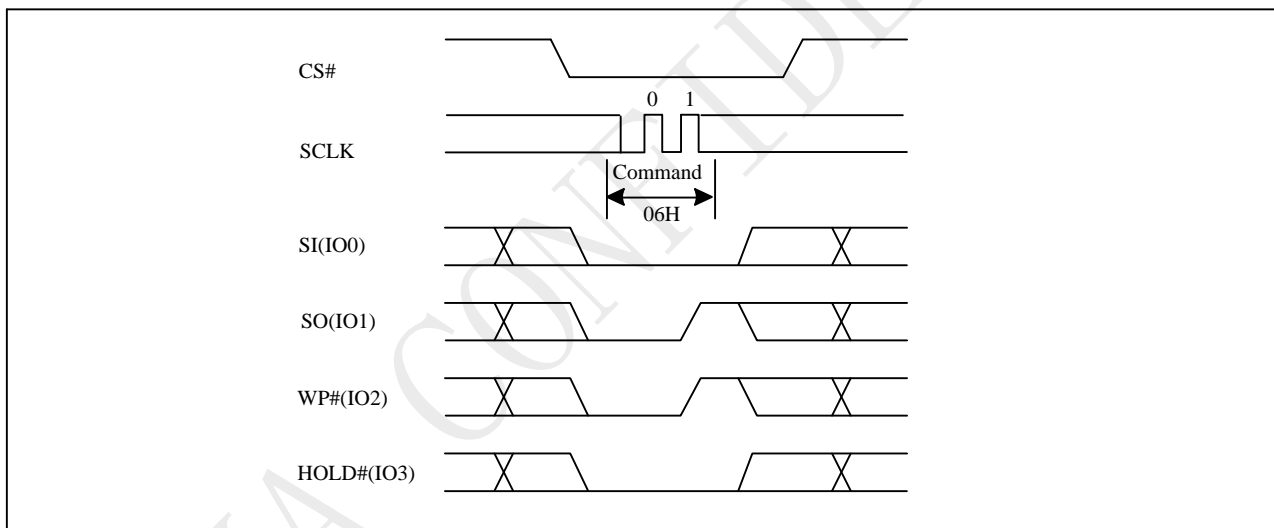 CS#
0 1
SCLK
Command
06H
SI(IO0)
SO(IO1)
WP#(IO2)
HOLD#(IO3)